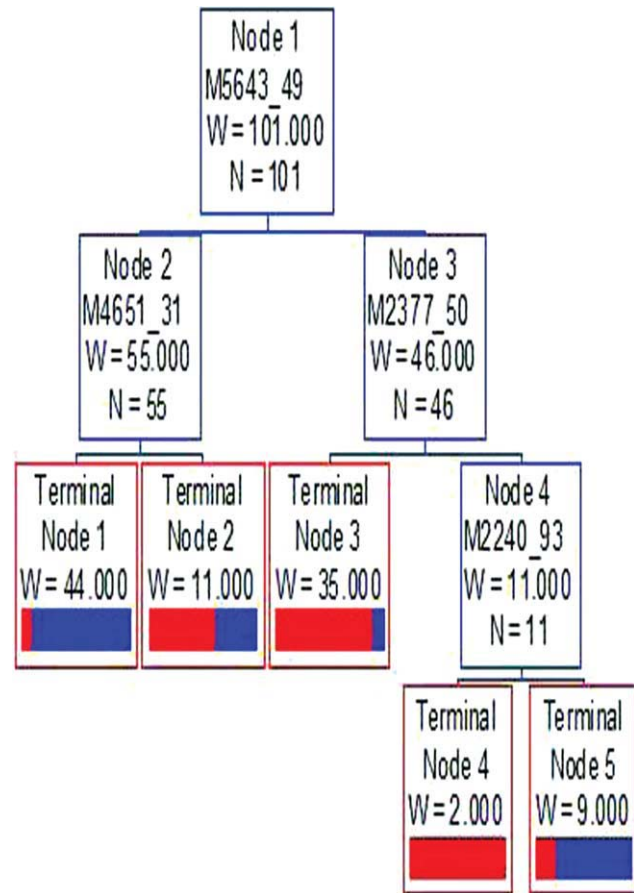 Node 1
M5643_49
W = 101.000
N = 101
Node 2
M4651_31
W = 55.000
N = 55
Node 3
M2377_50
W = 46.000
N = 46
Terminal
Node 1
W = 44.000
Terminal
Node 2
W = 11.000
Terminal
Node 3
W = 35.000
Node 4
M2240_93
W = 11.000
N = 11
Terminal
Node 4
W = 2.000
Terminal
Node 5
W = 9.000